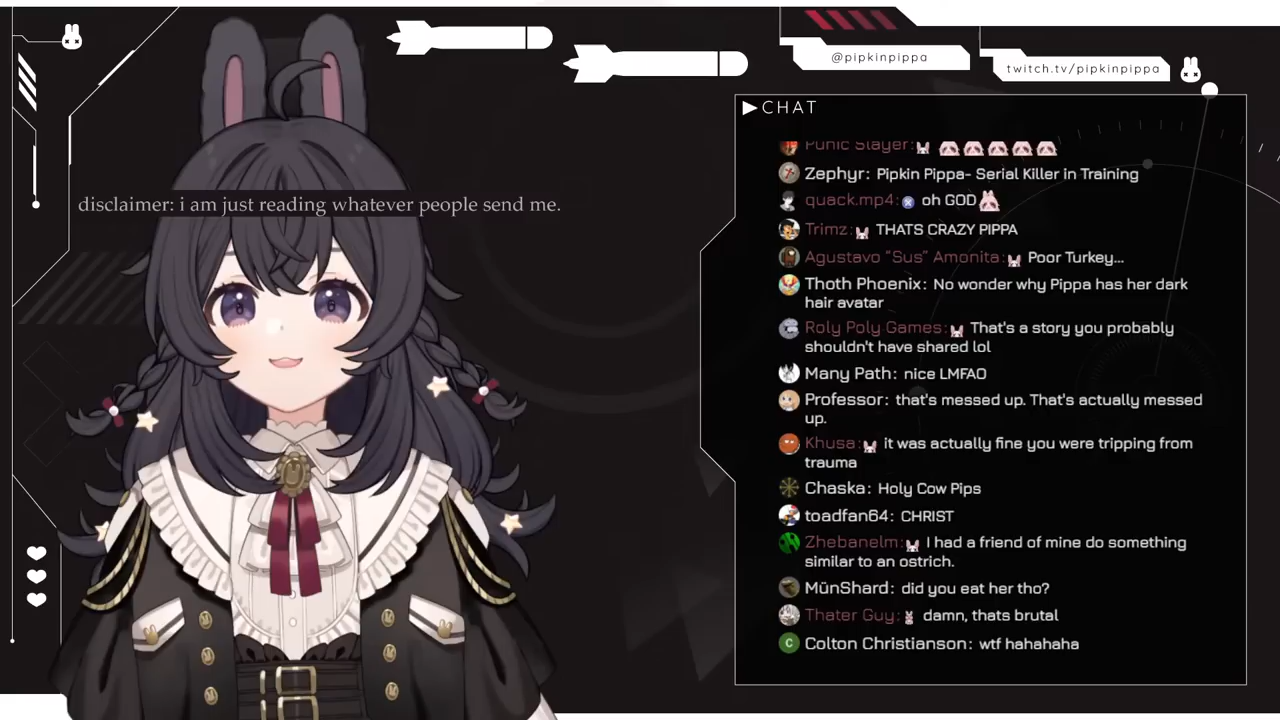 @pipkinpippa
twitch.tv/pipkinpippa
▶CHAT
disclaimer: i am just reading whatever people send me.
Punic Slayer:
Zephyr: Pipkin Pippa- Serial Killer in Training
quack.mp4: oh GOD
Trimz: THATS CRAZY PIPPA
Agustavo "Sus" Amonita: Poor Turkey...
Thoth Phoenix: No wonder why Pippa has her dark
hair avatar
Roly Poly Games: That's a story you probably
shouldn't have shared lol
Many Path: nice LMFAO
Professor: that's messed up. That's actually messed
up.
Khusa: it was actually fine you were tripping from
trauma
Chaska: Holy Cow Pips
toadfan64: CHRIST
Zhebanelm: I had a friend of mine do something
similar to an ostrich.
MünShard: did you eat her tho?
Thater Guy: damn, thats brutal
C
Colton Christianson: wtf hahahaha